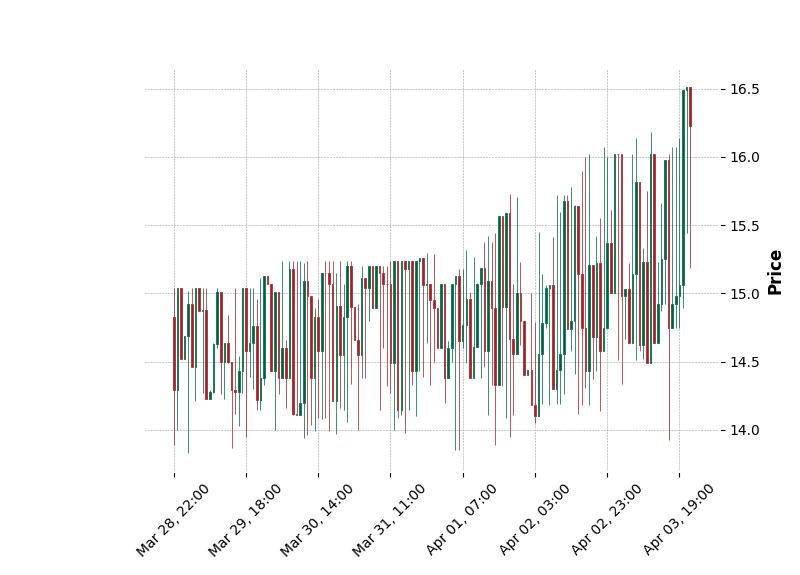 16.5
16.0
15.5
15.0
14.5
14.0
Price
Mar 28, 22:00
Mar 29, 18:00
Mar 30, 14:00
Mar 31, 11:00
Apr 01, 07:00
Apr 02, 03:00
Apr 02, 23:00
Apr 03, 19:00